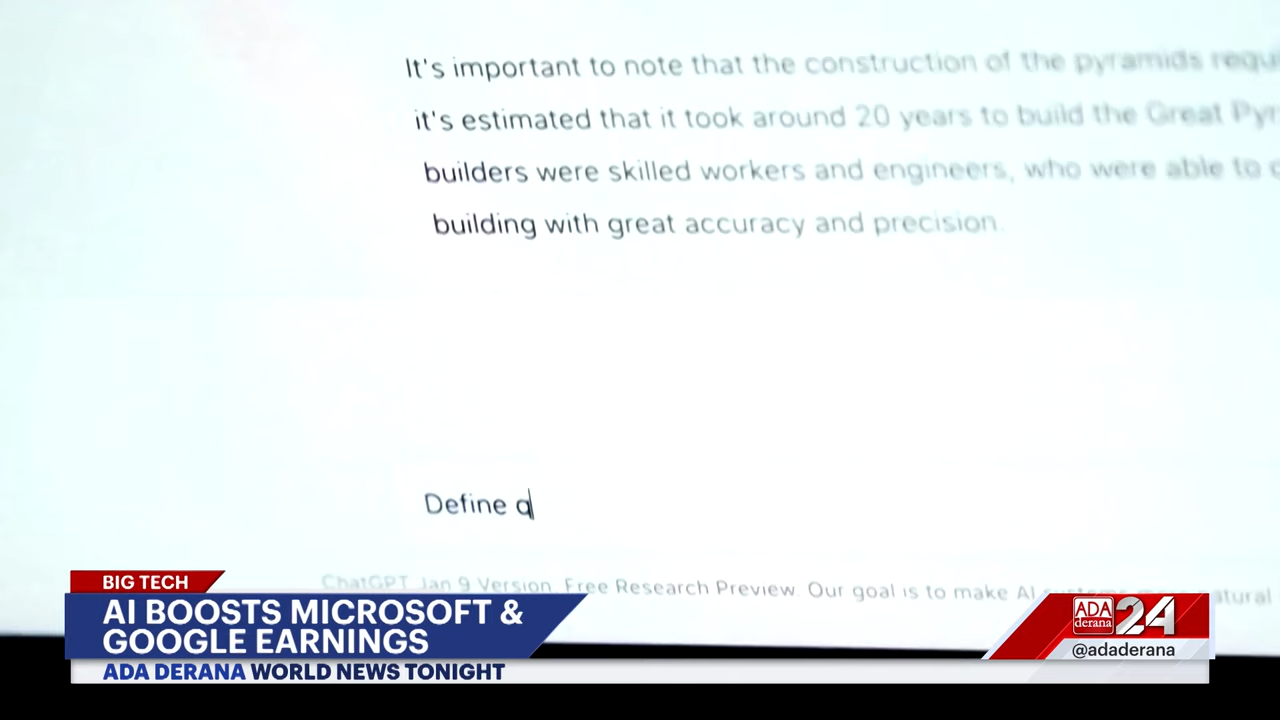 It's important to note that the construction of the pyramids requ
it's estimated that it took around 20 years to build the Great Pyr
builders were skilled workers and engineers, who were able to
building with great accuracy and precision.
Define q
ChatGPT Jan 9 Version. Free Research Preview. Our goal is to make AI natural
BIG TECH
AI BOOSTS MICROSOFT &
GOOGLE EARNINGS
ADA DERANA WORLD NEWS TONIGHT
ADA
derana
24
@adaderana